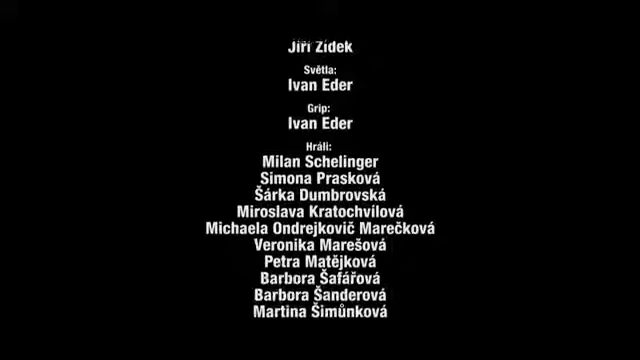 Jiří Zídek
Světla:
Ivan Eder
Grip:
Ivan Eder
Hráli:
Milan Schelinger
Simona Prasková
Šárka Dumbrovská
Miroslava Kratochvílová
Michaela Ondrejkovič Marečková
Veronika Marešová
Petra Matějková
Barbora Šafářová
Barbora Šanderová
Martina Šimůnková